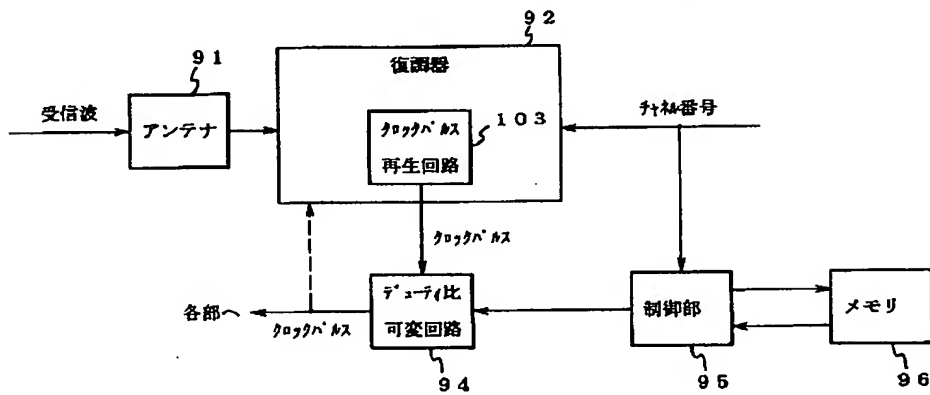 92
復調器
91
受信波
アンテナ
クロックパルス
再生回路
103
チャネル番号
クロックパルス
各部へ
クロックパルス
デューティ比
可変回路
94
制御部
95
メモリ
96